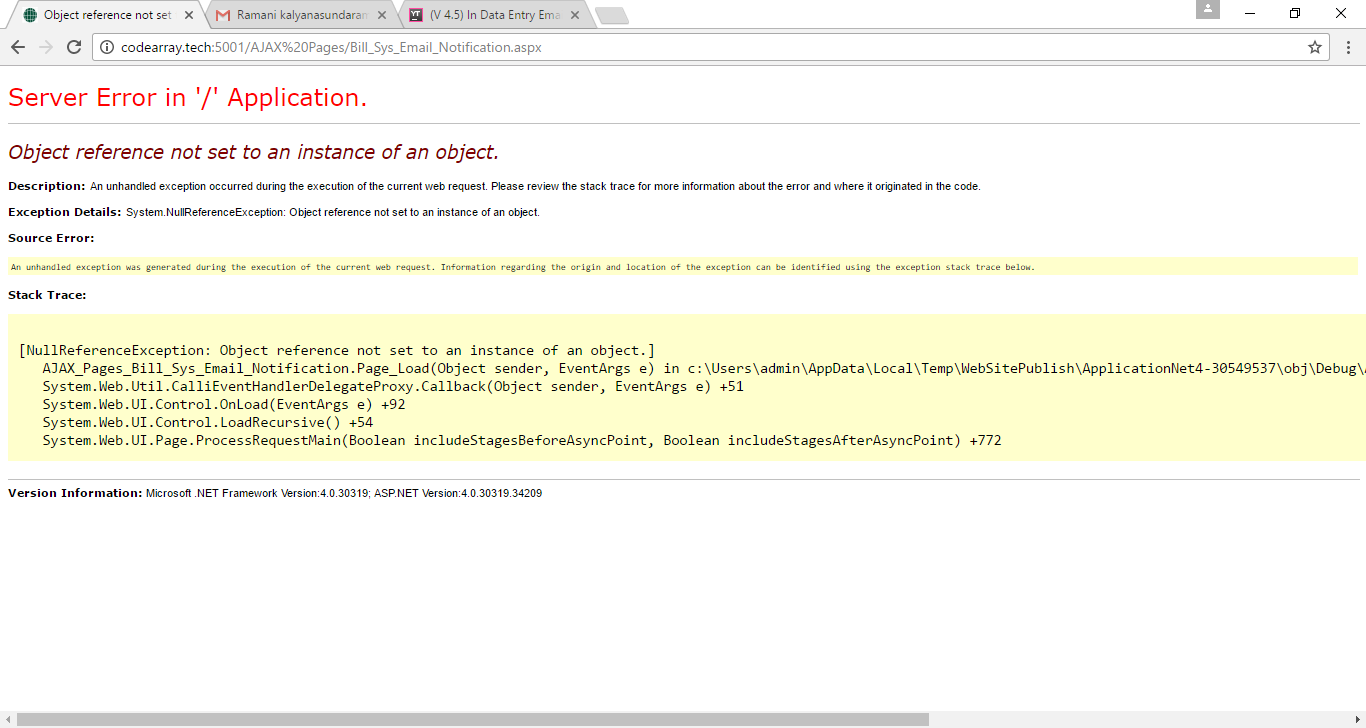 Object reference not set
Ramani kalyanasundaram
(V 4.5) In Data Entry Ema
codearray.tech:5001/AJAX%20Pages/Bill_Sys_Email_Notification.aspx
Server Error in '/' Application.
Object reference not set to an instance of an object.
Description: An unhandled exception occurred during the execution of the current web request. Please review the stack trace for more information about the error and where it originated in the code.
Exception Details: System.NullReferenceException: Object reference not set to an instance of an object.
Source Error:
An unhandled exception was generated during the execution of the current web request. Information regarding the origin and location of the exception can be identified using the exception stack trace below.
Stack Trace:
[NullReferenceException: Object reference not set to an instance of an object.]
AJAX_Pages_Bill_Sys_Email_Notification.Page_Load(Object sender, EventArgs e) in c:\Users\admin\AppData\Local\Temp\WebSitePublish\ApplicationNet4-30549537\obj\Debug\
System.Web.Util.CalliEventHandlerDelegateProxy.Callback(Object sender, EventArgs e) +51
System.Web.UI.Control.OnLoad(EventArgs e) +92
System.Web.UI.Control.LoadRecursive() +54
System.Web.UI.Page.ProcessRequestMain(Boolean includeStagesBeforeAsyncPoint, Boolean includeStagesAfterAsyncPoint) +772
Version Information: Microsoft .NET Framework Version:4.0.30319; ASP.NET Version:4.0.30319.34209